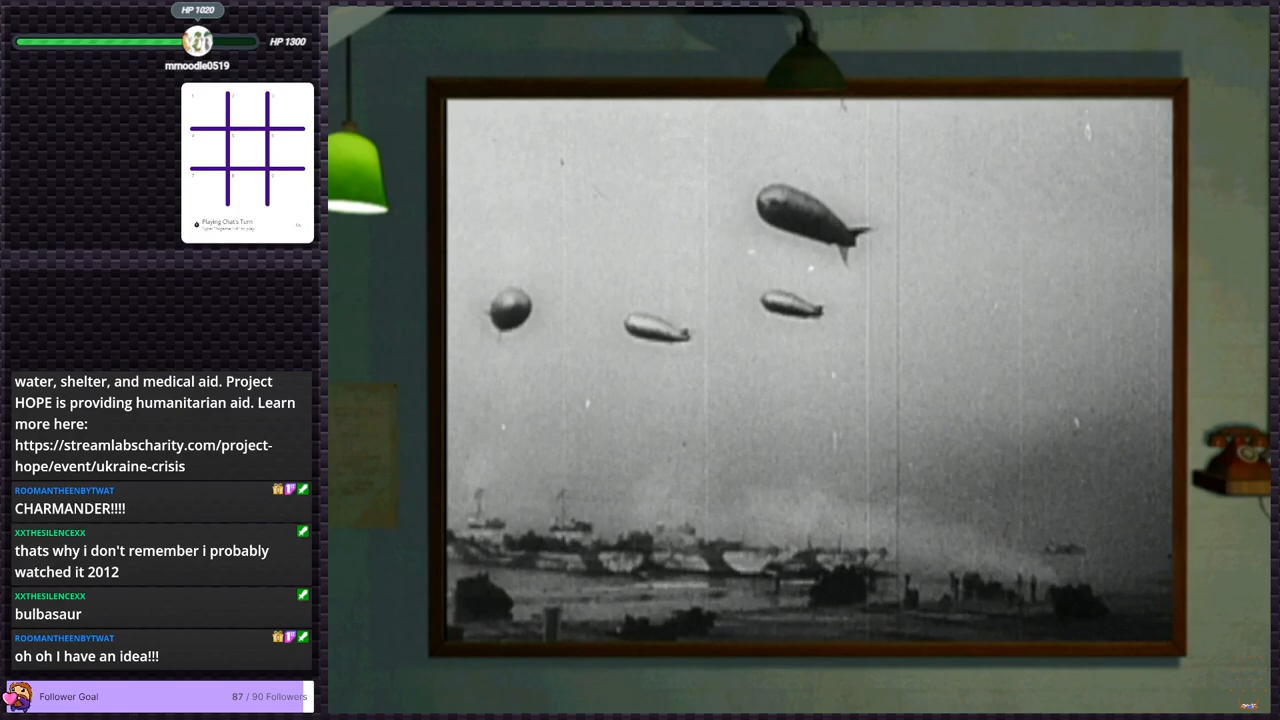 HP 1020
HP 1300
mrnoodle0519
Playing Chat's Turn
water, shelter, and medical aid. Project
HOPE is providing humanitarian aid. Learn
more here:
https://streamlabscharity.com/project-
hope/event/ukraine-crisis
ROOMANTHEENBYTWAT
CHARMANDER!!!!
XXTHESILENCEXX
thats why i don't remember i probably
watched it 2012
XXTHESILENCEXX
bulbasaur
ROOMANTHEENBYTWAT
oh oh I have an idea!!!
Follower Goal
87 / 90 Followers